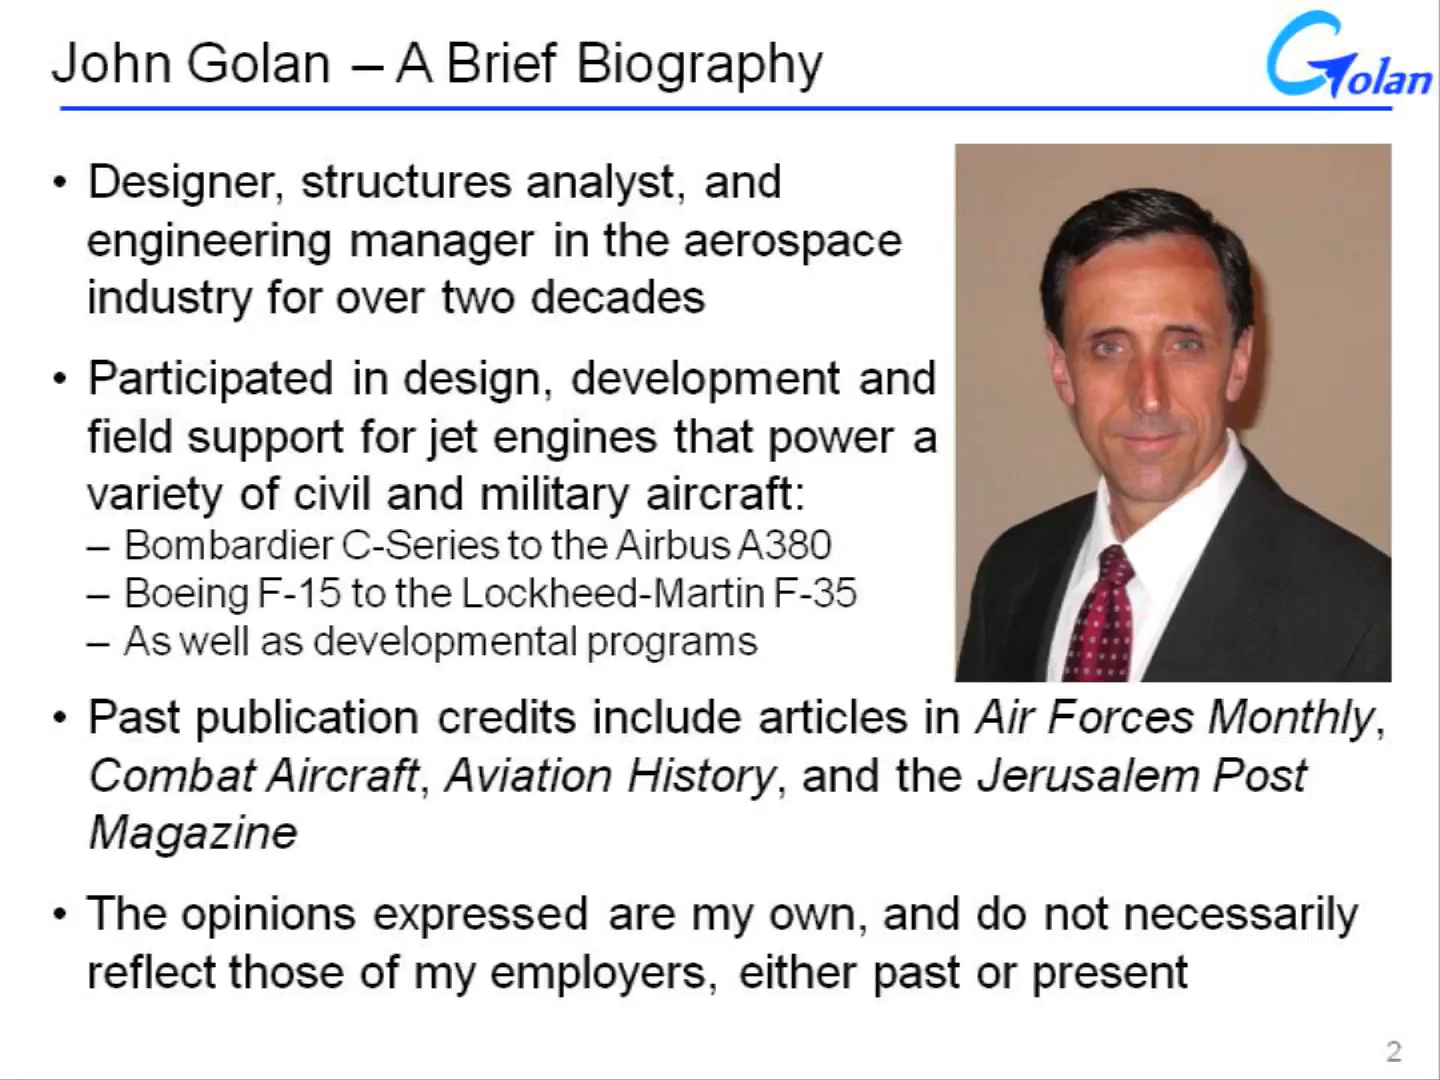 John Golan – A Brief Biography
Golan
• Designer, structures analyst, and
engineering manager in the aerospace
industry for over two decades
• Participated in design, development and
field support for jet engines that power a
variety of civil and military aircraft:
– Bombardier C-Series to the Airbus A380
– Boeing F-15 to the Lockheed-Martin F-35
– As well as developmental programs
• Past publication credits include articles in Air Forces Monthly,
Combat Aircraft, Aviation History, and the Jerusalem Post
Magazine
• The opinions expressed are my own, and do not necessarily
reflect those of my employers, either past or present
2